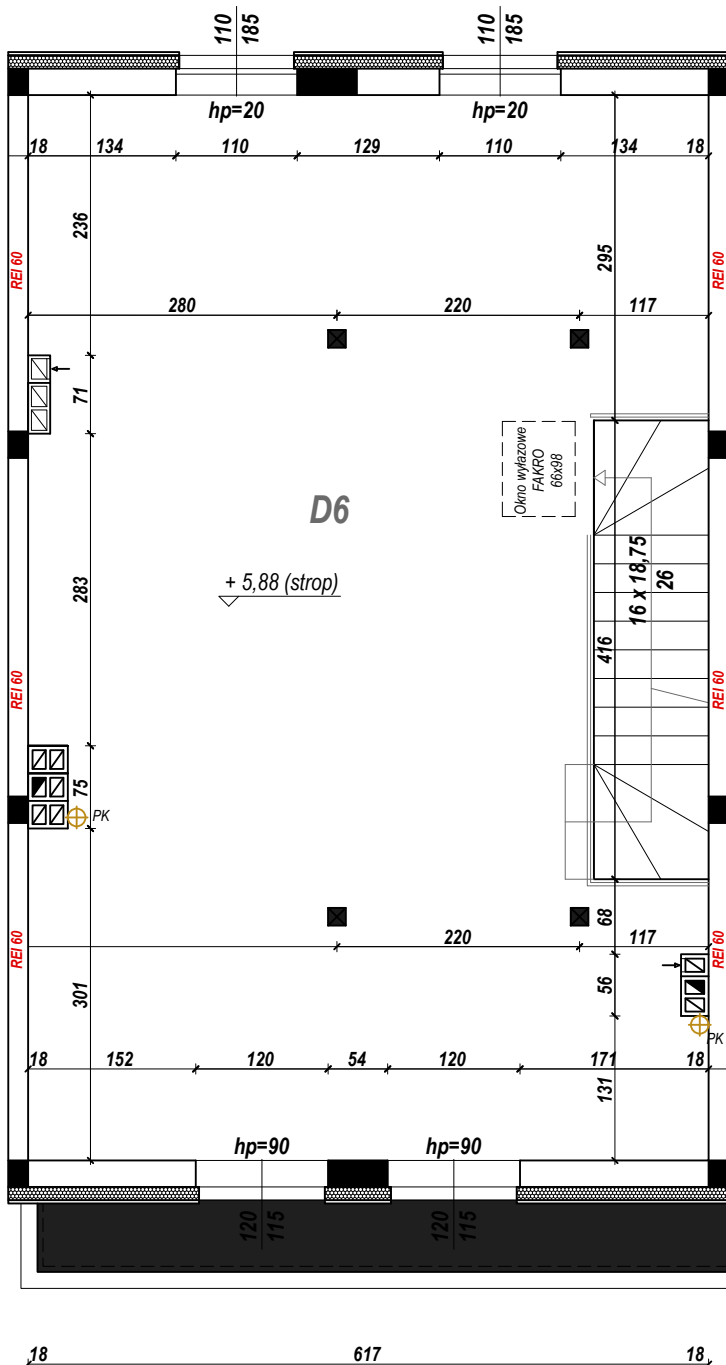 110
185
110
185
hp=20
hp=20
18 134 110 129 110 134 18
236
295
REI 60
REI 60
280 220 117
71
Okno wyłazowe
FAKRO
66x98
D6
+ 5,88 (strop)
283
16 x 18,75
26
416
REI 60
REI 60
75
PK
68
220 117
REI 60
REI 60
301
56
PK
18 152 120 54 120 171 18
131
hp=90
hp=90
120
115
120
115
18 617 18